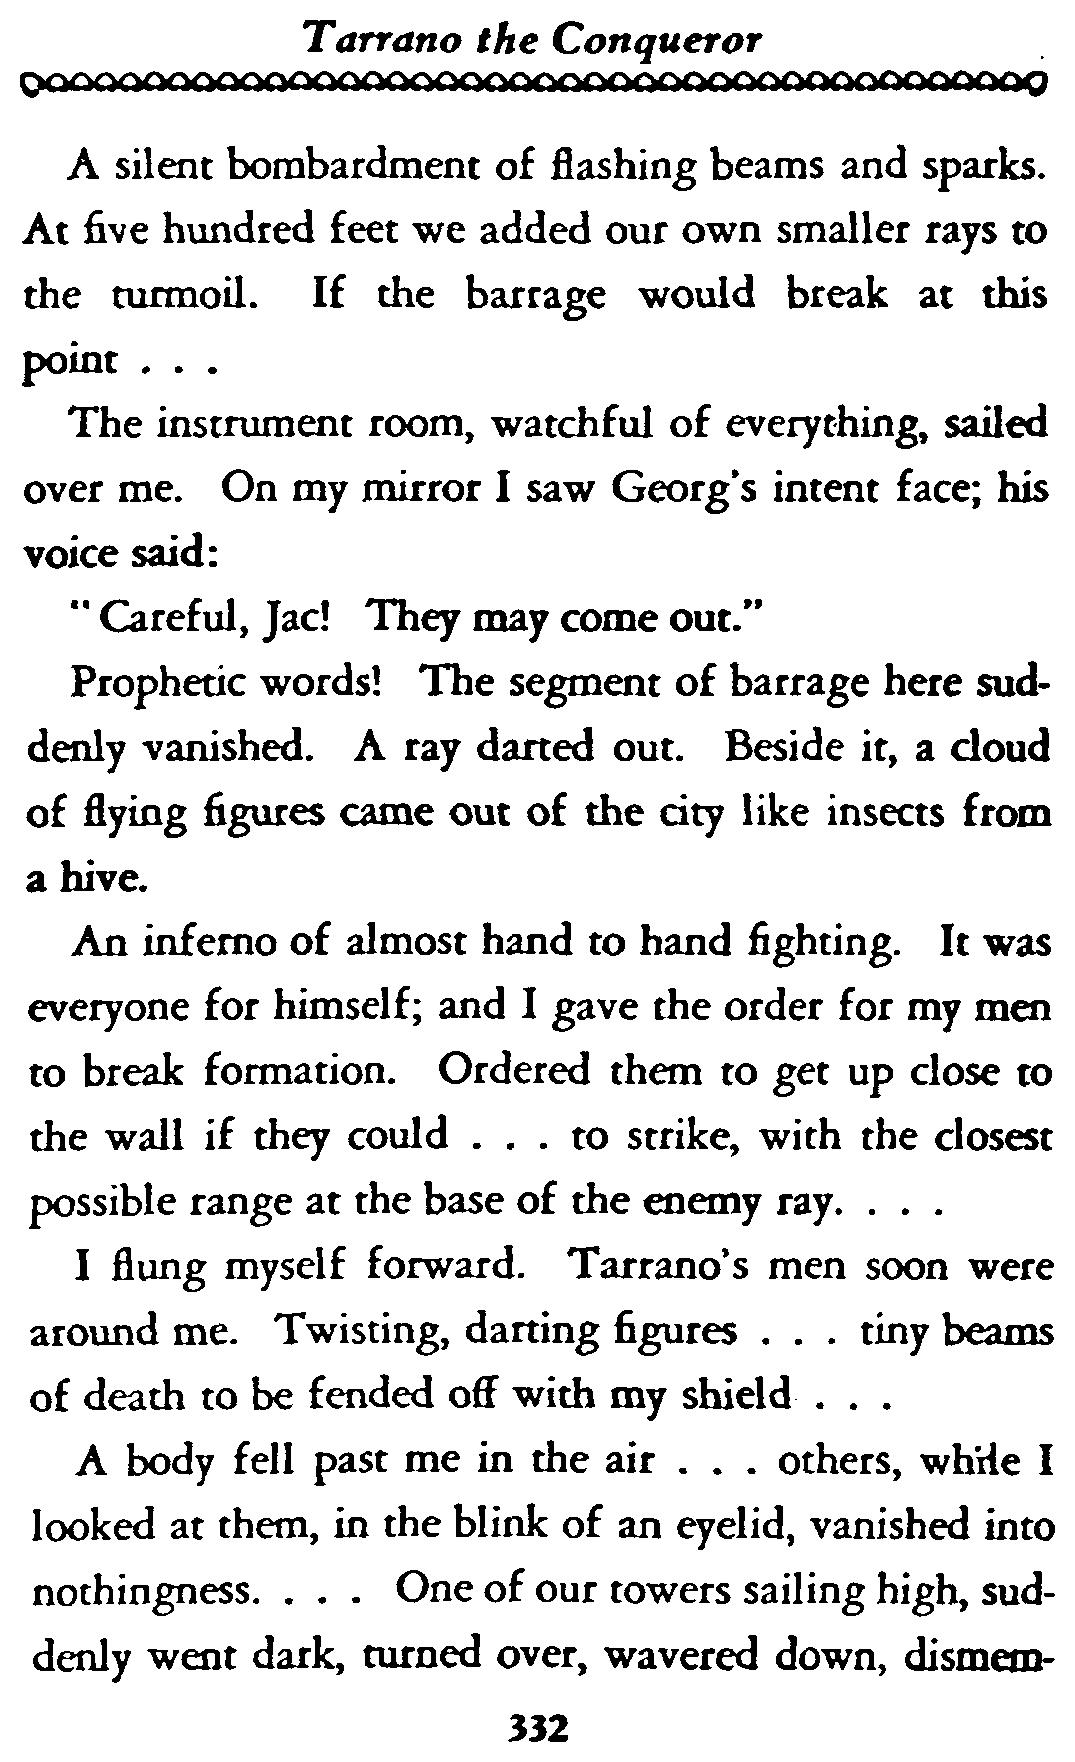 Tarrano the Conqueror
A silent bombardment of flashing beams and sparks.
At five hundred feet we added our own smaller rays to
the turmoil. If the barrage would break at this
point . . .
The instrument room, watchful of everything, sailed
over me. On my mirror I saw Georg's intent face; his
voice said:
"Careful, Jac! They may come out."
Prophetic words! The segment of barrage here sud-
denly vanished. A ray darted out. Beside it, a cloud
of flying figures came out of the city like insects from
a hive.
An inferno of almost hand to hand fighting. It was
everyone for himself; and I gave the order for my men
to break formation. Ordered them to get up close to
the wall if they could . . . to strike, with the closest
possible range at the base of the enemy ray. . . .
I flung myself forward. Tarrano's men soon were
around me. Twisting, darting figures . . . tiny beams
of death to be fended off with my shield . . .
A body fell past me in the air . . . others, while I
looked at them, in the blink of an eyelid, vanished into
nothingness. . . . One of our towers sailing high, sud-
denly went dark, turned over, wavered down, dismem-
332